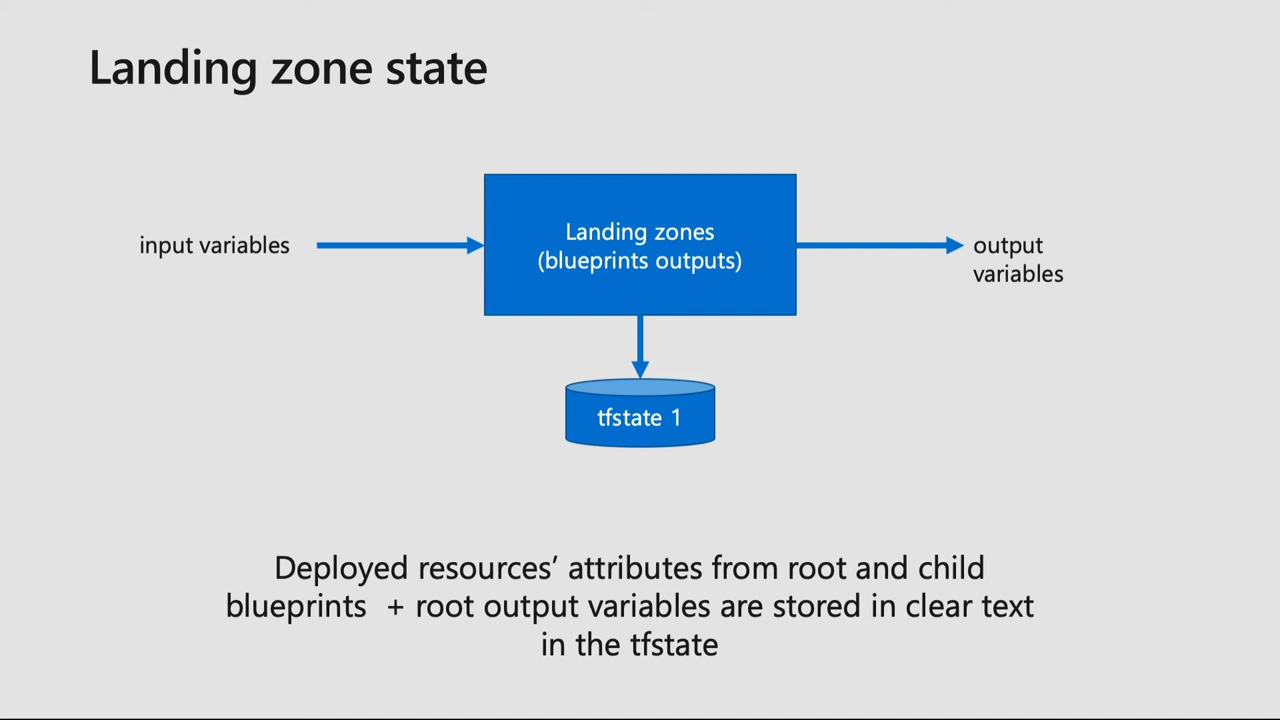 Landing zone state
input variables
Landing zones
(blueprints outputs)
output
variables
tfstate 1
Deployed resources’ attributes from root and child
blueprints + root output variables are stored in clear text
in the tfstate